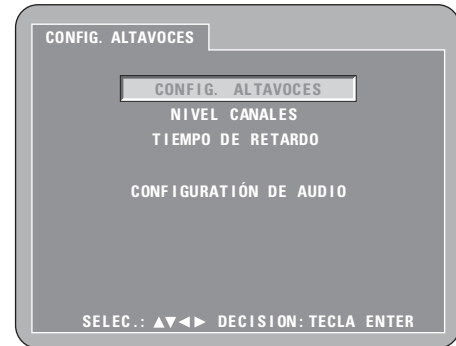 CONFIG. ALTAVOCES
CONFIG. ALTAVOCES
NIVEL CANALES
TIEMPO DE RETARDO
CONFIGURATIÓN DE AUDIO
SELEC.: ▲▼◀▶ DECISION: TECLA ENTER